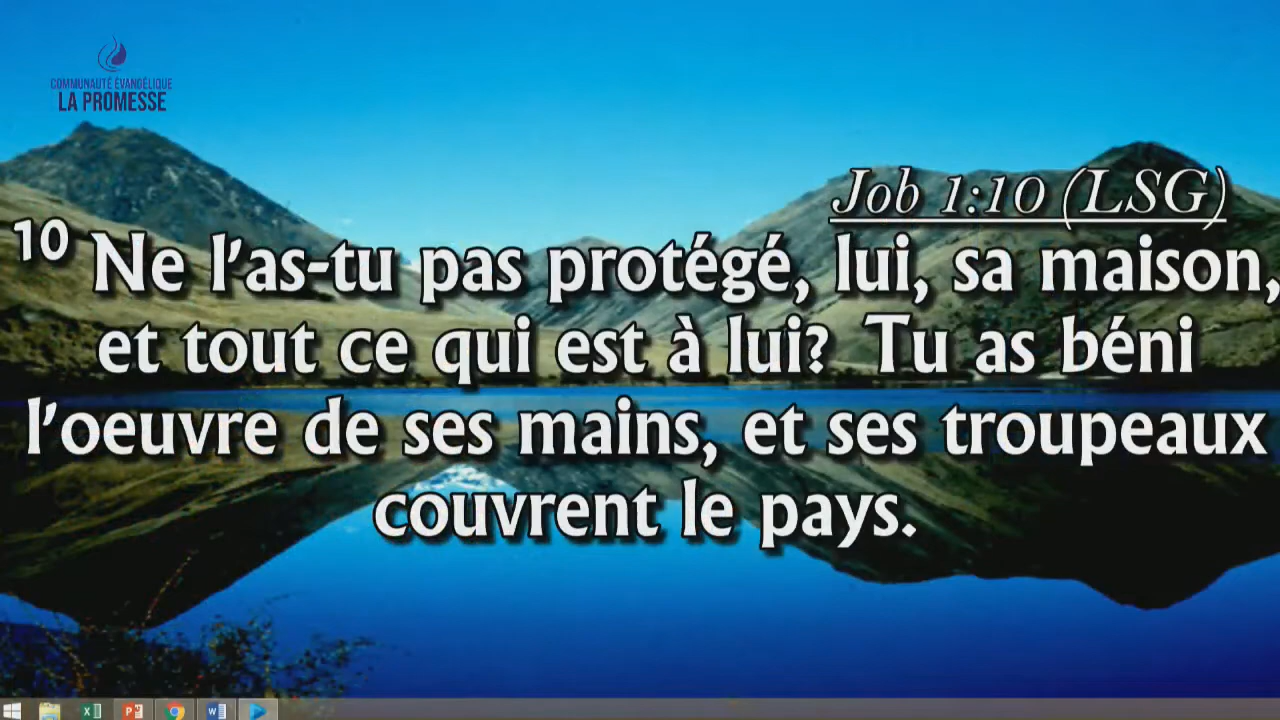 COMMUNAUTÉ ÉVANGÉLIQUE
LA PROMESSE
Job 1:10 (LSG)
10 Ne l'as-tu pas protégé, lui, sa maison,
et tout ce qui est à lui? Tu as béni
l'oeuvre de ses mains, et ses troupeaux
couvrent le pays.